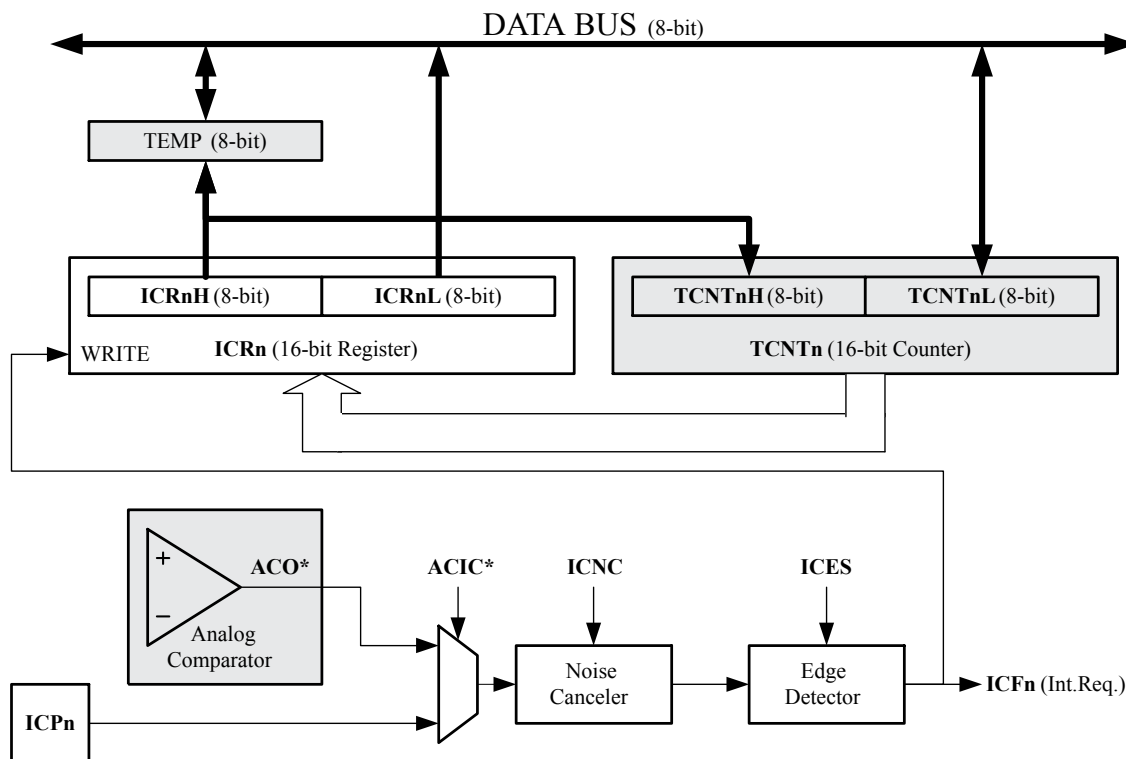 DATA BUS (8-bit)
TEMP (8-bit)
ICRnH (8-bit)
ICRnL (8-bit)
TCNTnH (8-bit)
TCNTnL (8-bit)
WRITE
ICRn (16-bit Register)
TCNTn (16-bit Counter)
+
−
ACO*
Analog
Comparator
ACIC*
ICNC
ICES
Noise
Canceler
Edge
Detector
ICFn (Int.Req.)
ICPn